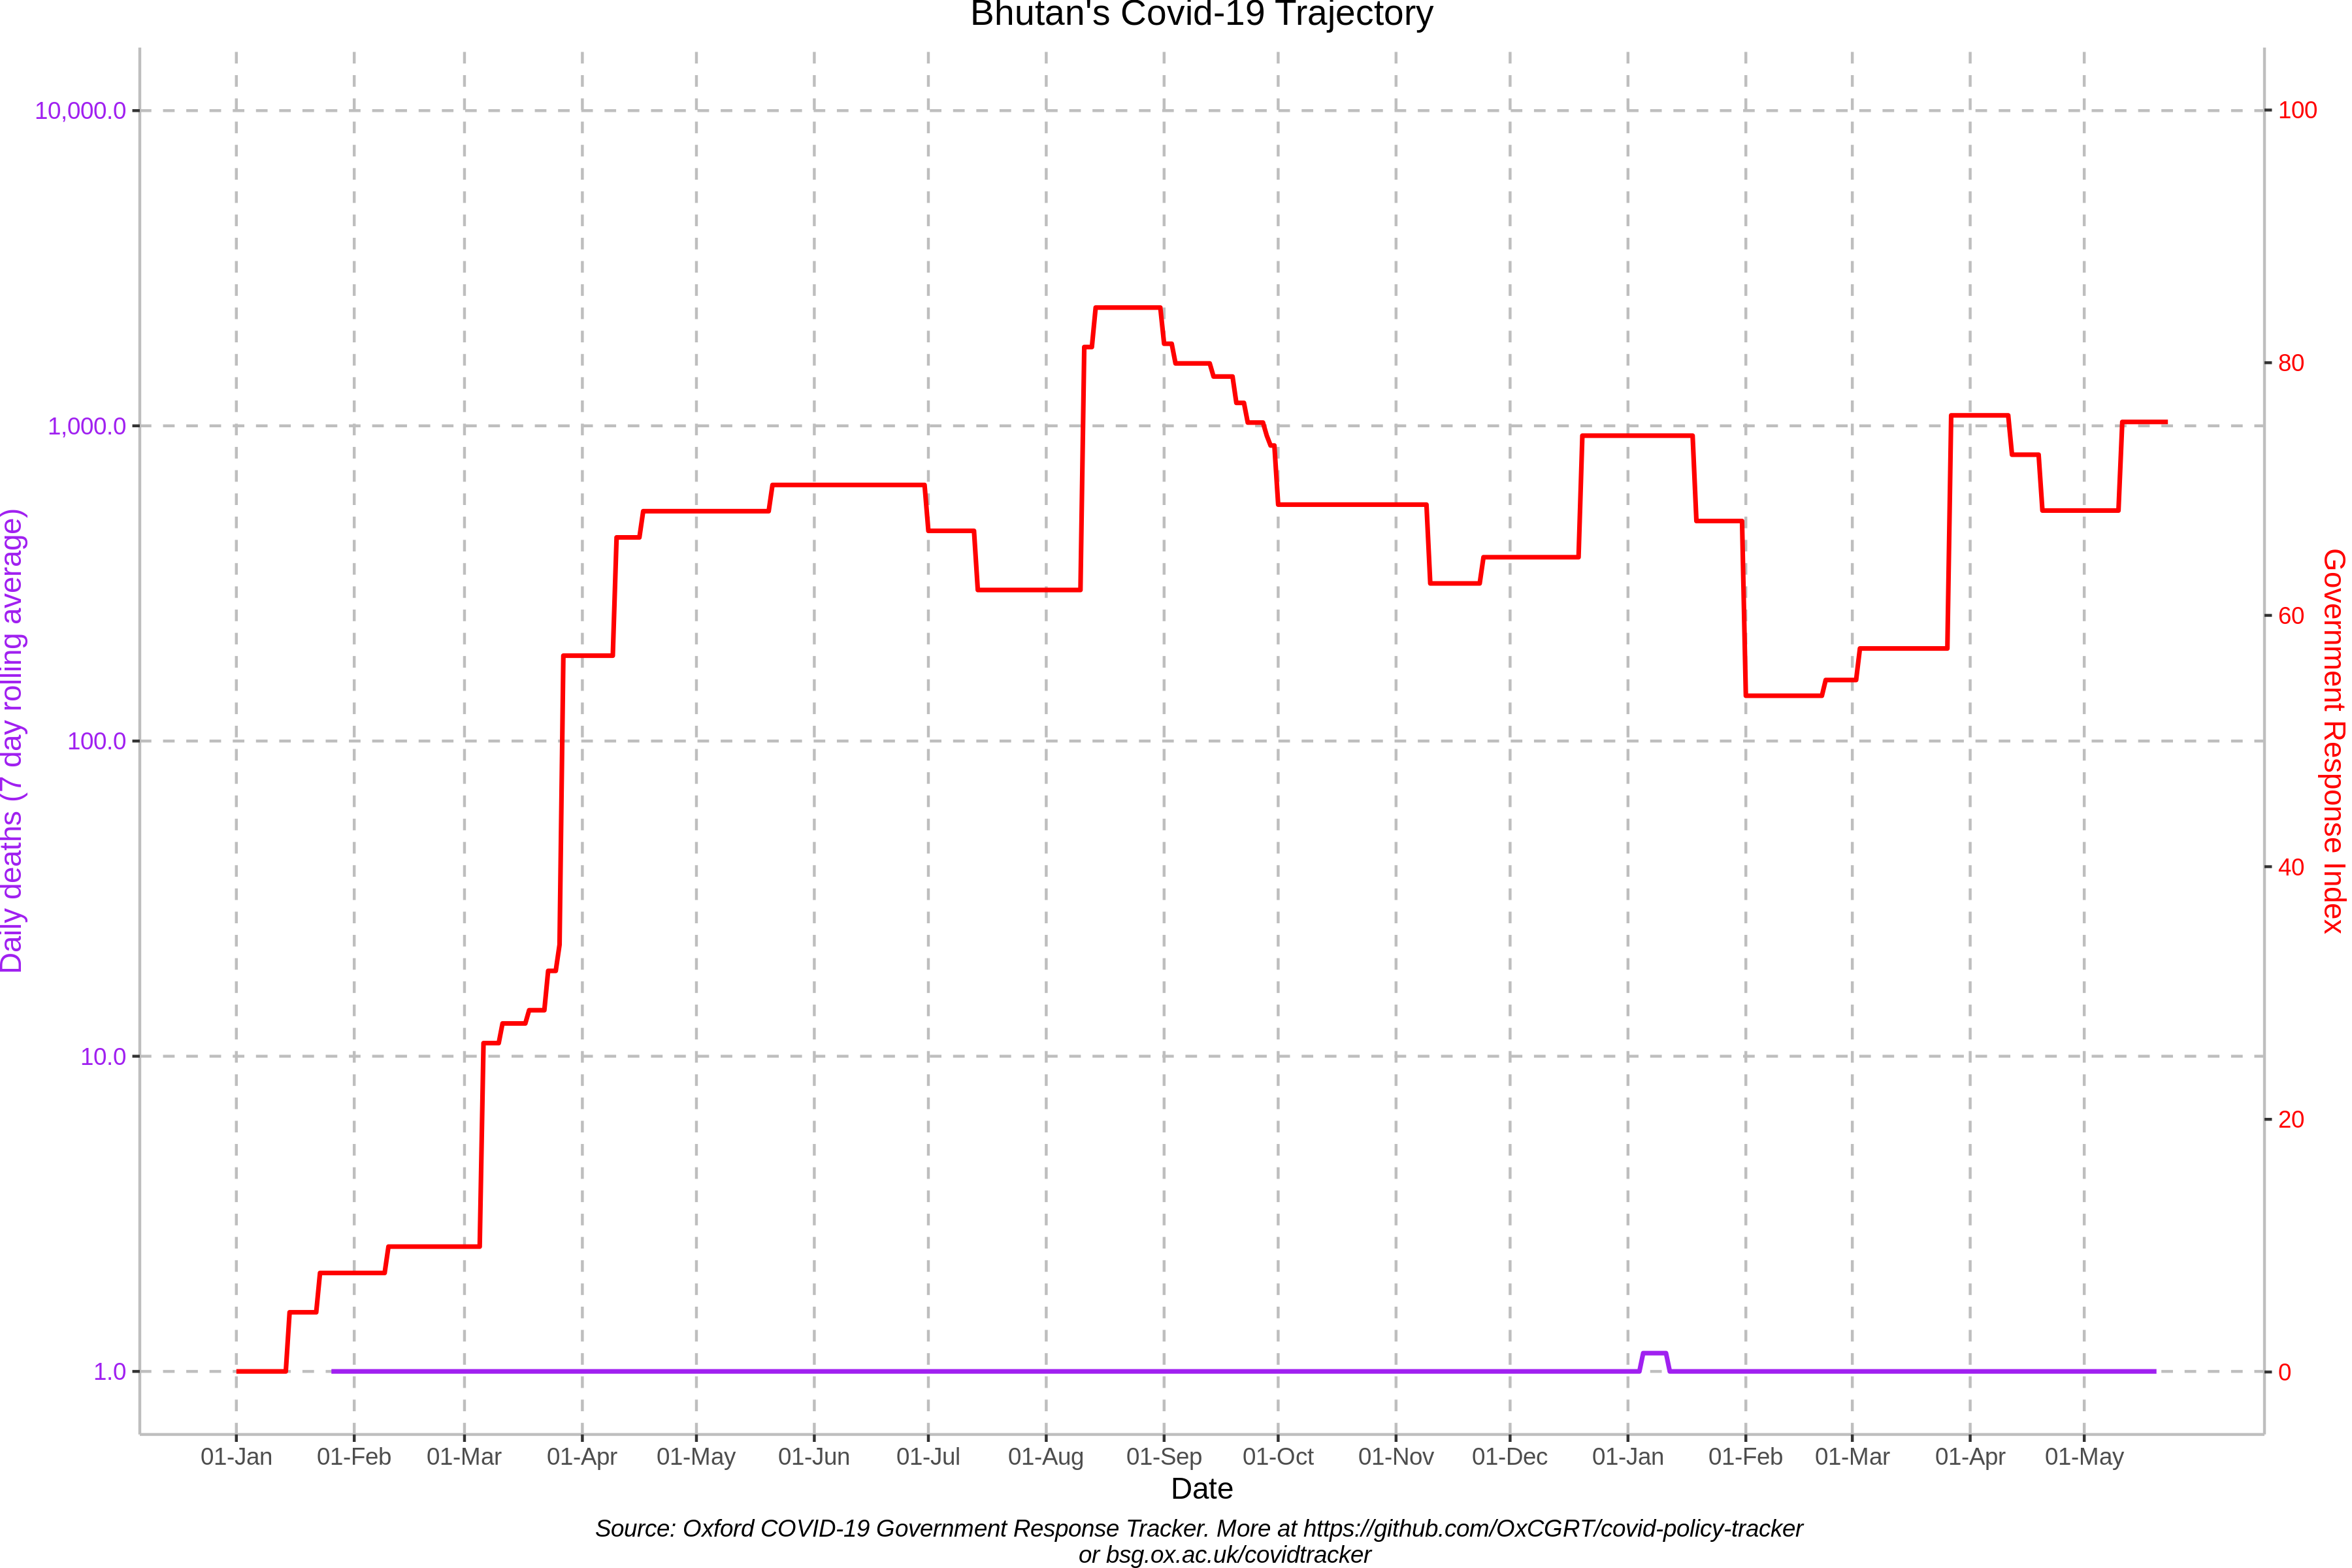 Bhutan's Covid-19 Trajectory
10,000.0
1,000.0
100.0
10.0
1.0
Daily deaths (7 day rolling average)
100
80
60
40
20
0
Government Response Index
01-Jan 01-Feb 01-Mar 01-Apr 01-May 01-Jun 01-Jul 01-Aug 01-Sep 01-Oct 01-Nov 01-Dec 01-Jan 01-Feb 01-Mar 01-Apr 01-May
Date
Source: Oxford COVID-19 Government Response Tracker. More at https://github.com/OxCGRT/covid-policy-tracker
or bsg.ox.ac.uk/covidtracker